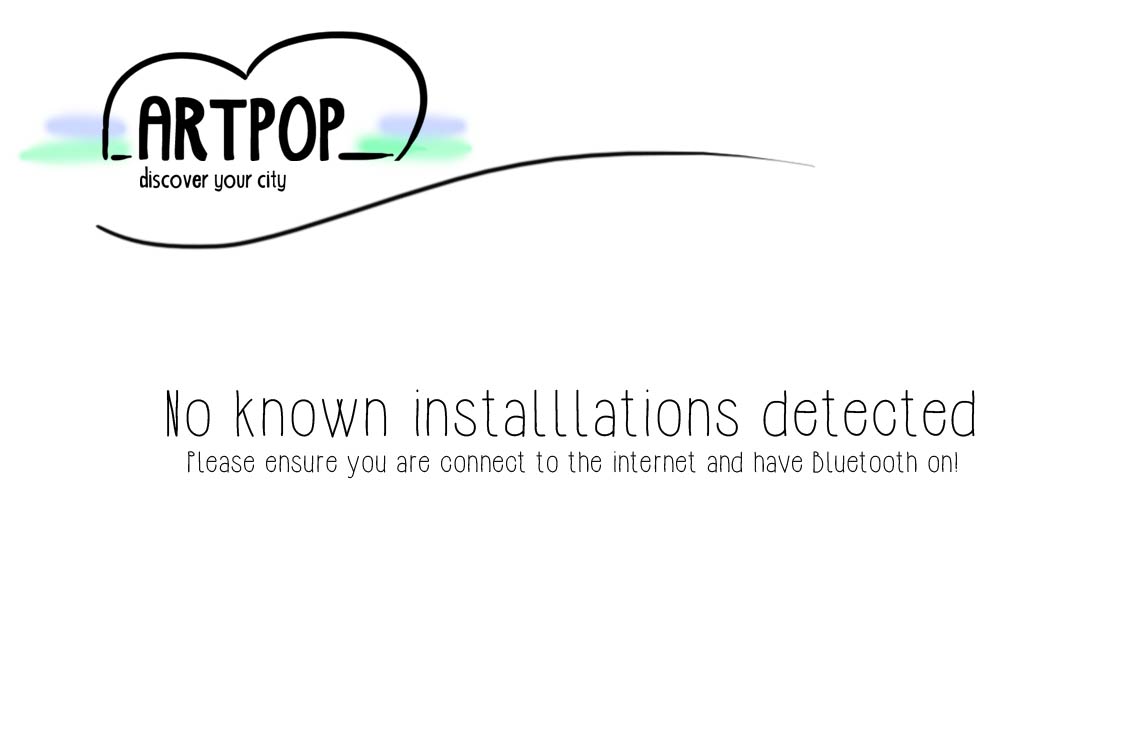 _ARTPOP_
discover your city
No known installlations detected
Please ensure you are connect to the internet and have Bluetooth on!